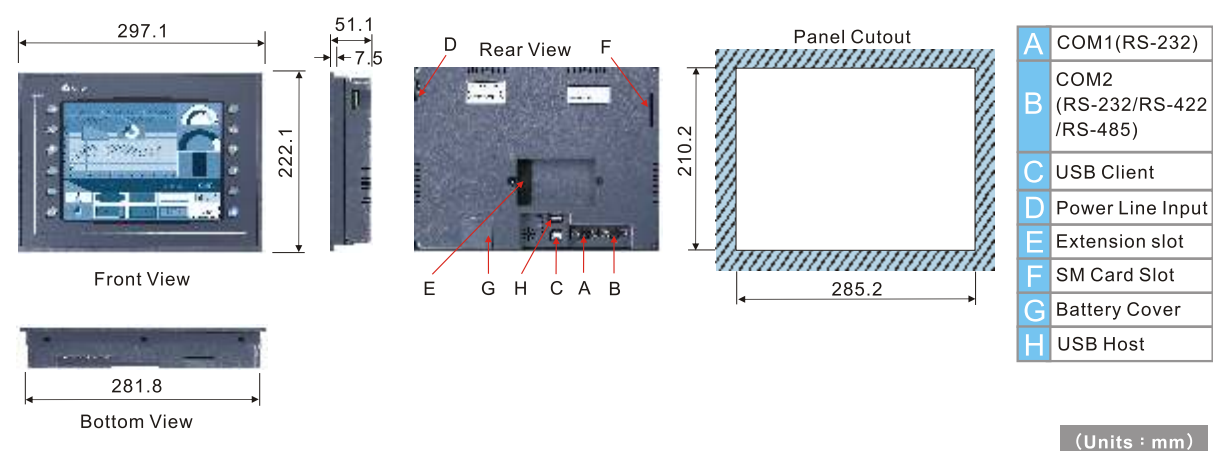 297.1
51.1
7.5
222.1
Front View
281.8
Bottom View
D
Rear View
F
E
G
H
C
A
B
Panel Cutout
210.2
285.2
A COM1(RS-232)
B COM2
(RS-232/RS-422
/RS-485)
C USB Client
D Power Line Input
E Extension slot
F SM Card Slot
G Battery Cover
H USB Host
(Units : mm)